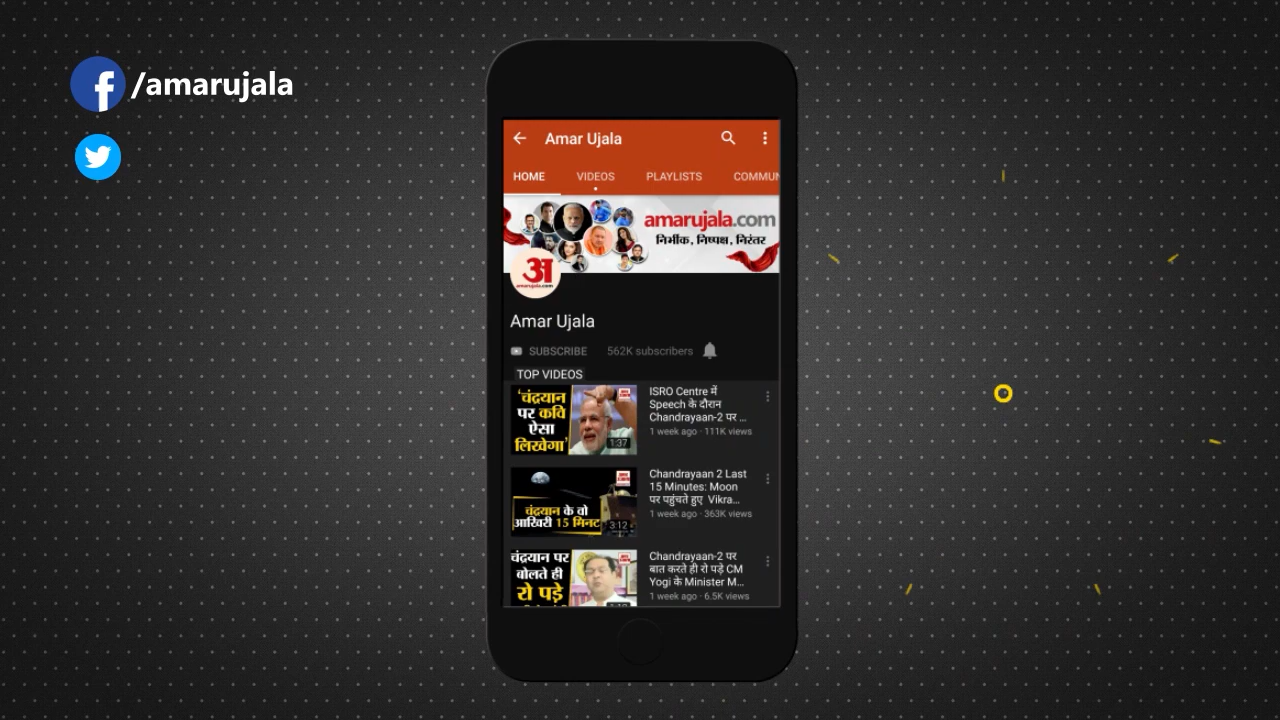 /amarujala
Amar Ujala
HOME VIDEOS PLAYLISTS COMMUN
amarujala.com
निर्भीक, निष्पक्ष, निरंतर
अ
amarujala.com
Amar Ujala
SUBSCRIBE 562K subscribers
TOP VIDEOS
'चंद्रयान
पर कवि
ऐसा
लिखेगा'
1:37
ISRO Centre में
Speech के दौरान
Chandrayaan-2 पर ...
1 week ago · 111K views
चंद्रयान के वो
आखिरी 15 मिनट
3:12
Chandrayaan 2 Last
15 Minutes: Moon
पर पहुंचते हुए Vikra...
1 week ago · 363K views
चंद्रयान पर
बोलते ही
रो पड़े
Chandrayaan-2 पर
बात करते ही रो पड़े CM
Yogi के Minister M...
1 week ago · 6.5K views